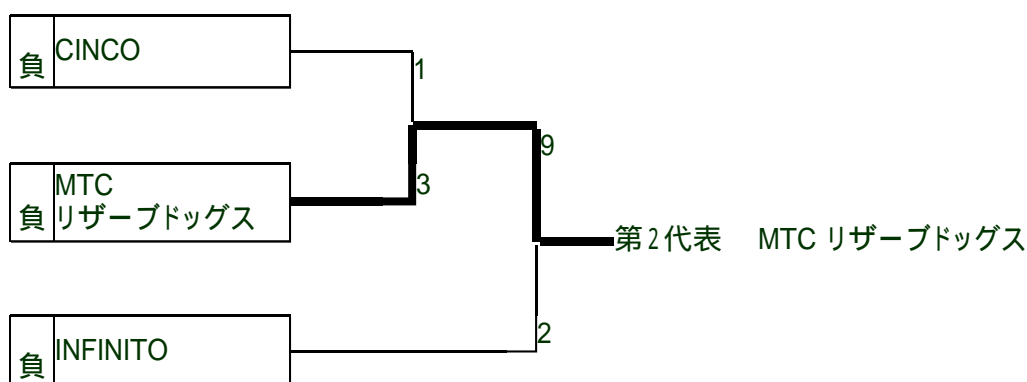 負 CINCO
1
9
負 MTC
リザーブドッグス
3
第2代表 MTC リザーブドッグス
2
負 INFINITO